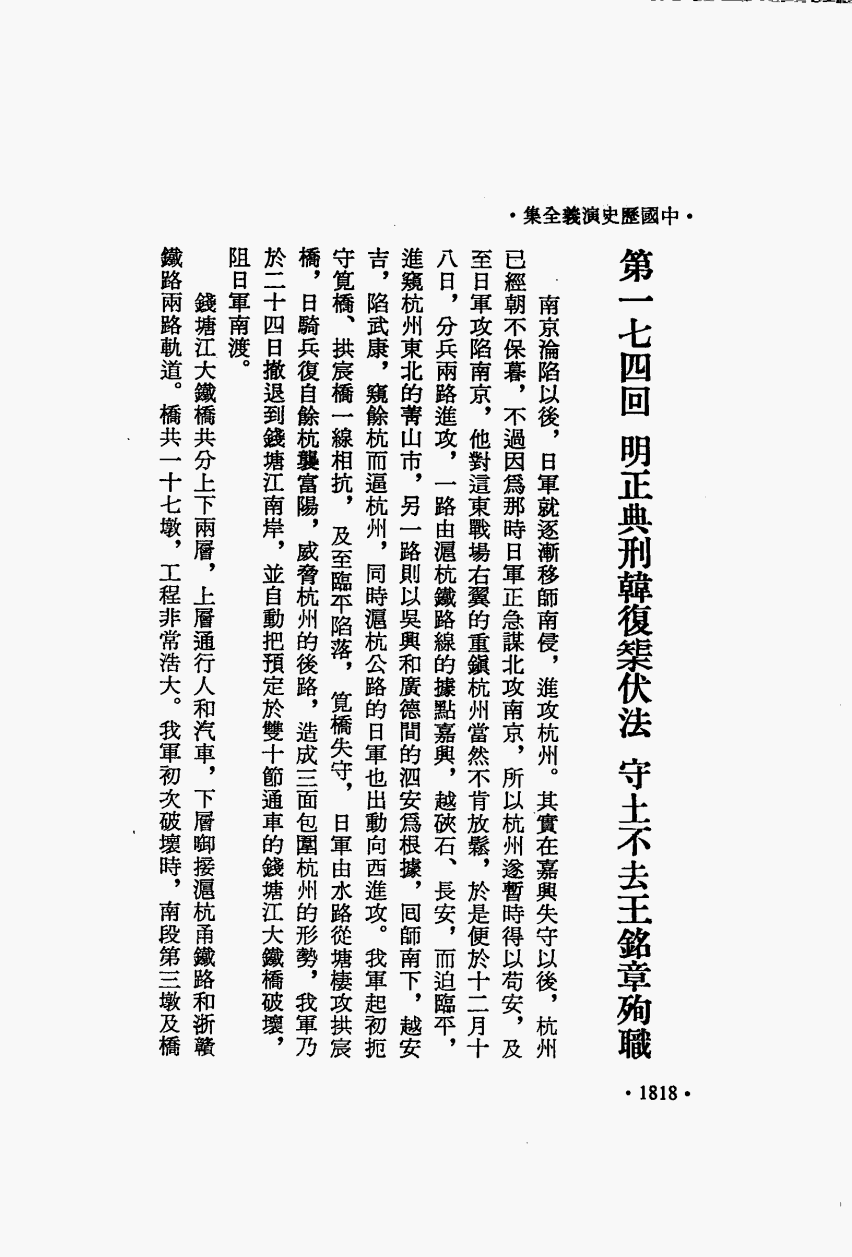 ·中國歷史演義全集·
第一七四回 明正典刑韓復榘伏法 守土不去王銘章殉職
南京淪陷以後，日軍就逐漸移師南侵，進攻杭州。其實在嘉興失守以後，杭州
已經朝不保暮，不過因爲那時日軍正急謀北攻南京，所以杭州遂暫時得以苟安，及
至日軍攻陷南京，他對這東戰場右翼的重鎭杭州當然不肯放鬆，於是便於十二月十
八日，分兵兩路進攻，一路由滬杭鐵路線的據點嘉興，越硤石、長安，而迫臨平，
進窺杭州東北的菁山市，另一路則以吳興和廣德間的泗安爲根據，回師南下，越安
吉，陷武康，窺餘杭而逼杭州，同時滬杭公路的日軍也出動向西進攻。我軍起初扼
守筧橋、拱宸橋一線相抗，及至臨平陷落，筧橋失守，日軍由水路從塘棲攻拱宸
橋，日騎兵復自餘杭襲富陽，威脅杭州的後路，造成三面包圍杭州的形勢，我軍乃
於二十四日撤退到錢塘江南岸，並自動把預定於雙十節通車的錢塘江大鐵橋破壞，
阻日軍南渡。
錢塘江大鐵橋共分上下兩層，上層通行人和汽車，下層啣接滬杭甬鐵路和浙贛
鐵路兩路軌道。橋共一十七墩，工程非常浩大。我軍初次破壞時，南段第三墩及橋
·1818·